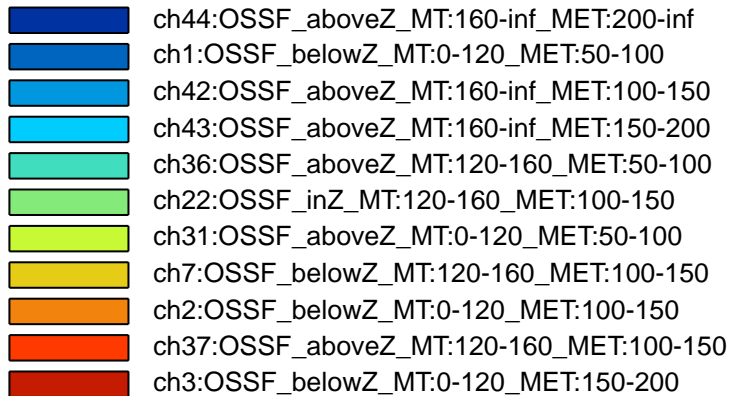 ch44:OSSF_aboveZ_MT:160-inf_MET:200-inf
ch1:OSSF_belowZ_MT:0-120_MET:50-100
ch42:OSSF_aboveZ_MT:160-inf_MET:100-150
ch43:OSSF_aboveZ_MT:160-inf_MET:150-200
ch36:OSSF_aboveZ_MT:120-160_MET:50-100
ch22:OSSF_inZ_MT:120-160_MET:100-150
ch31:OSSF_aboveZ_MT:0-120_MET:50-100
ch7:OSSF_belowZ_MT:120-160_MET:100-150
ch2:OSSF_belowZ_MT:0-120_MET:100-150
ch37:OSSF_aboveZ_MT:120-160_MET:100-150
ch3:OSSF_belowZ_MT:0-120_MET:150-200